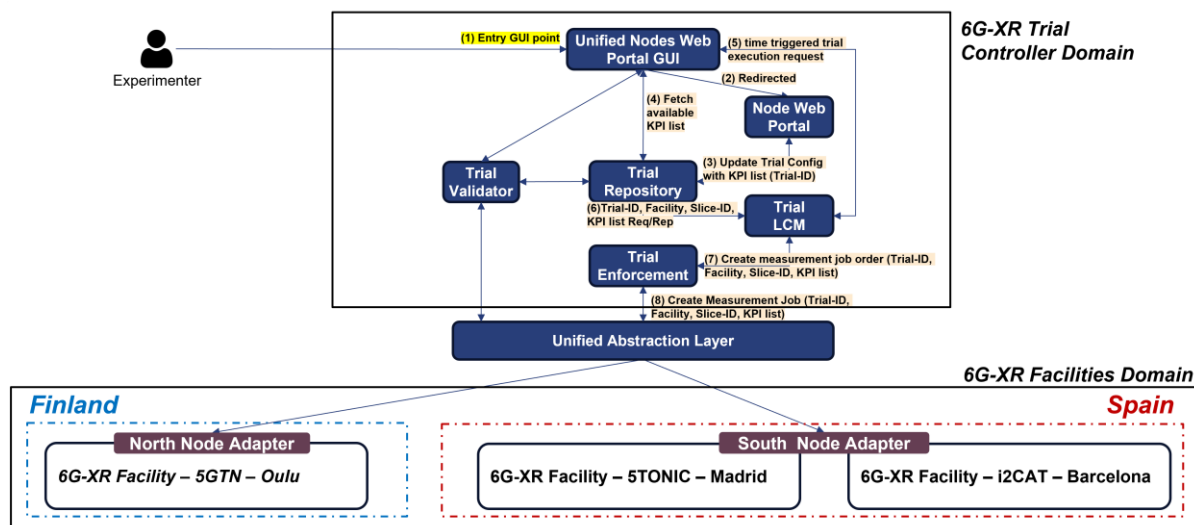 (1) Entry GUI point
Experimenter
Unified Nodes Web
Portal GUI
(5) time triggered trial
execution request
6G-XR Trial
Controller Domain
(2) Redirected
(4) Fetch
available
KPI list
Node Web
Portal
Trial
Validator
Trial
Repository
(3) Update Trial Config
with KPI list (Trial-ID)
(6)Trial-ID, Facility, Slice-ID,
KPI list Req/Rep
Trial
LCM
Trial
Enforcement
(7) Create measurement job order (Trial-ID,
Facility, Slice-ID, KPI list)
(8) Create Measurement Job (Trial-ID,
Facility, Slice-ID, KPI list)
Unified Abstraction Layer
6G-XR Facilities Domain
Finland
Spain
North Node Adapter
South Node Adapter
6G-XR Facility – 5GTN – Oulu
6G-XR Facility – 5TONIC – Madrid
6G-XR Facility – i2CAT – Barcelona